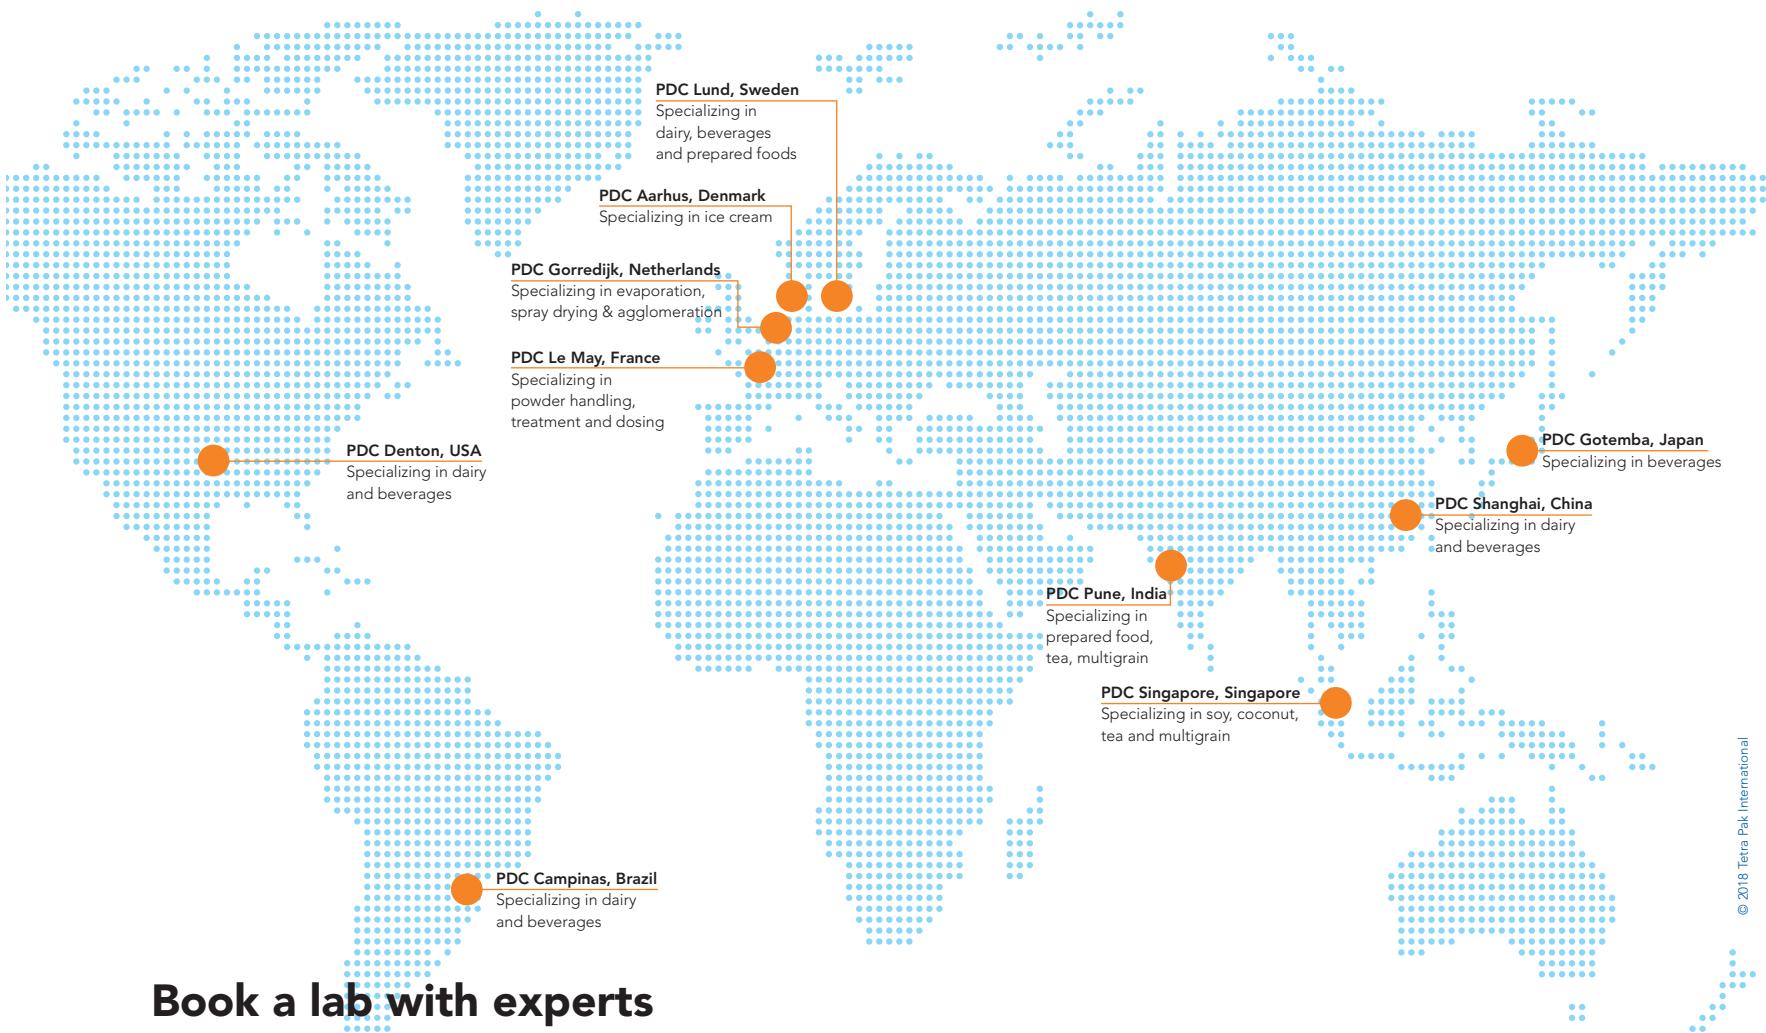 PDC Lund, Sweden
Specializing in
dairy, beverages
and prepared foods
PDC Aarhus, Denmark
Specializing in ice cream
PDC Gorredijk, Netherlands
Specializing in evaporation,
spray drying & agglomeration
PDC Le May, France
Specializing in
powder handling,
treatment and dosing
PDC Denton, USA
Specializing in dairy
and beverages
PDC Gotemba, Japan
Specializing in beverages
PDC Shanghai, China
Specializing in dairy
and beverages
PDC Pune, India
Specializing in
prepared food,
tea, multigrain
PDC Singapore, Singapore
Specializing in soy, coconut,
tea and multigrain
PDC Campinas, Brazil
Specializing in dairy
and beverages
© 2018 Tetra Pak International
Book a lab with experts